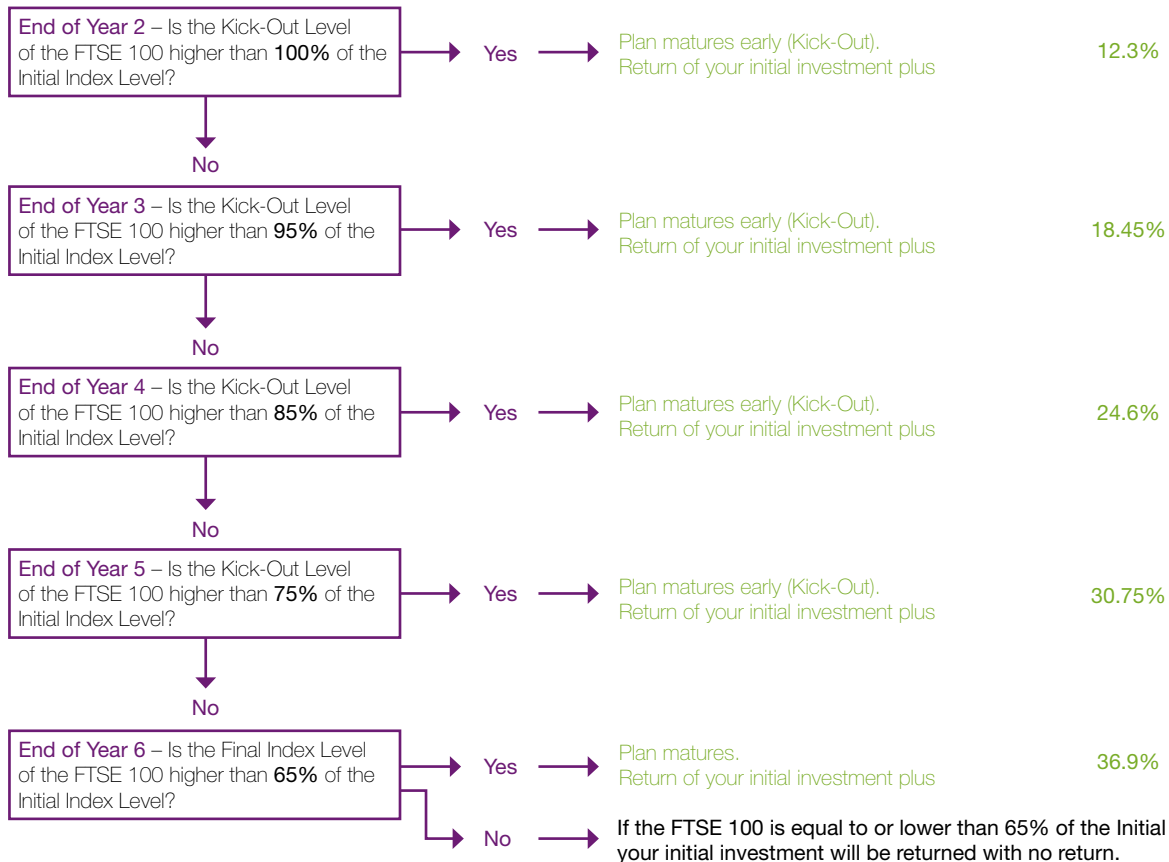 End of Year 2 – Is the Kick-Out Level
of the FTSE 100 higher than 100% of the
Initial Index Level?
Yes
Plan matures early (Kick-Out).
Return of your initial investment plus
12.3%
No
End of Year 3 – Is the Kick-Out Level
of the FTSE 100 higher than 95% of the
Initial Index Level?
Yes
Plan matures early (Kick-Out).
Return of your initial investment plus
18.45%
No
End of Year 4 – Is the Kick-Out Level
of the FTSE 100 higher than 85% of the
Initial Index Level?
Yes
Plan matures early (Kick-Out).
Return of your initial investment plus
24.6%
No
End of Year 5 – Is the Kick-Out Level
of the FTSE 100 higher than 75% of the
Initial Index Level?
Yes
Plan matures early (Kick-Out).
Return of your initial investment plus
30.75%
No
End of Year 6 – Is the Final Index Level
of the FTSE 100 higher than 65% of the
Initial Index Level?
Yes
Plan matures.
Return of your initial investment plus
36.9%
No
If the FTSE 100 is equal to or lower than 65% of the Initial
your initial investment will be returned with no return.